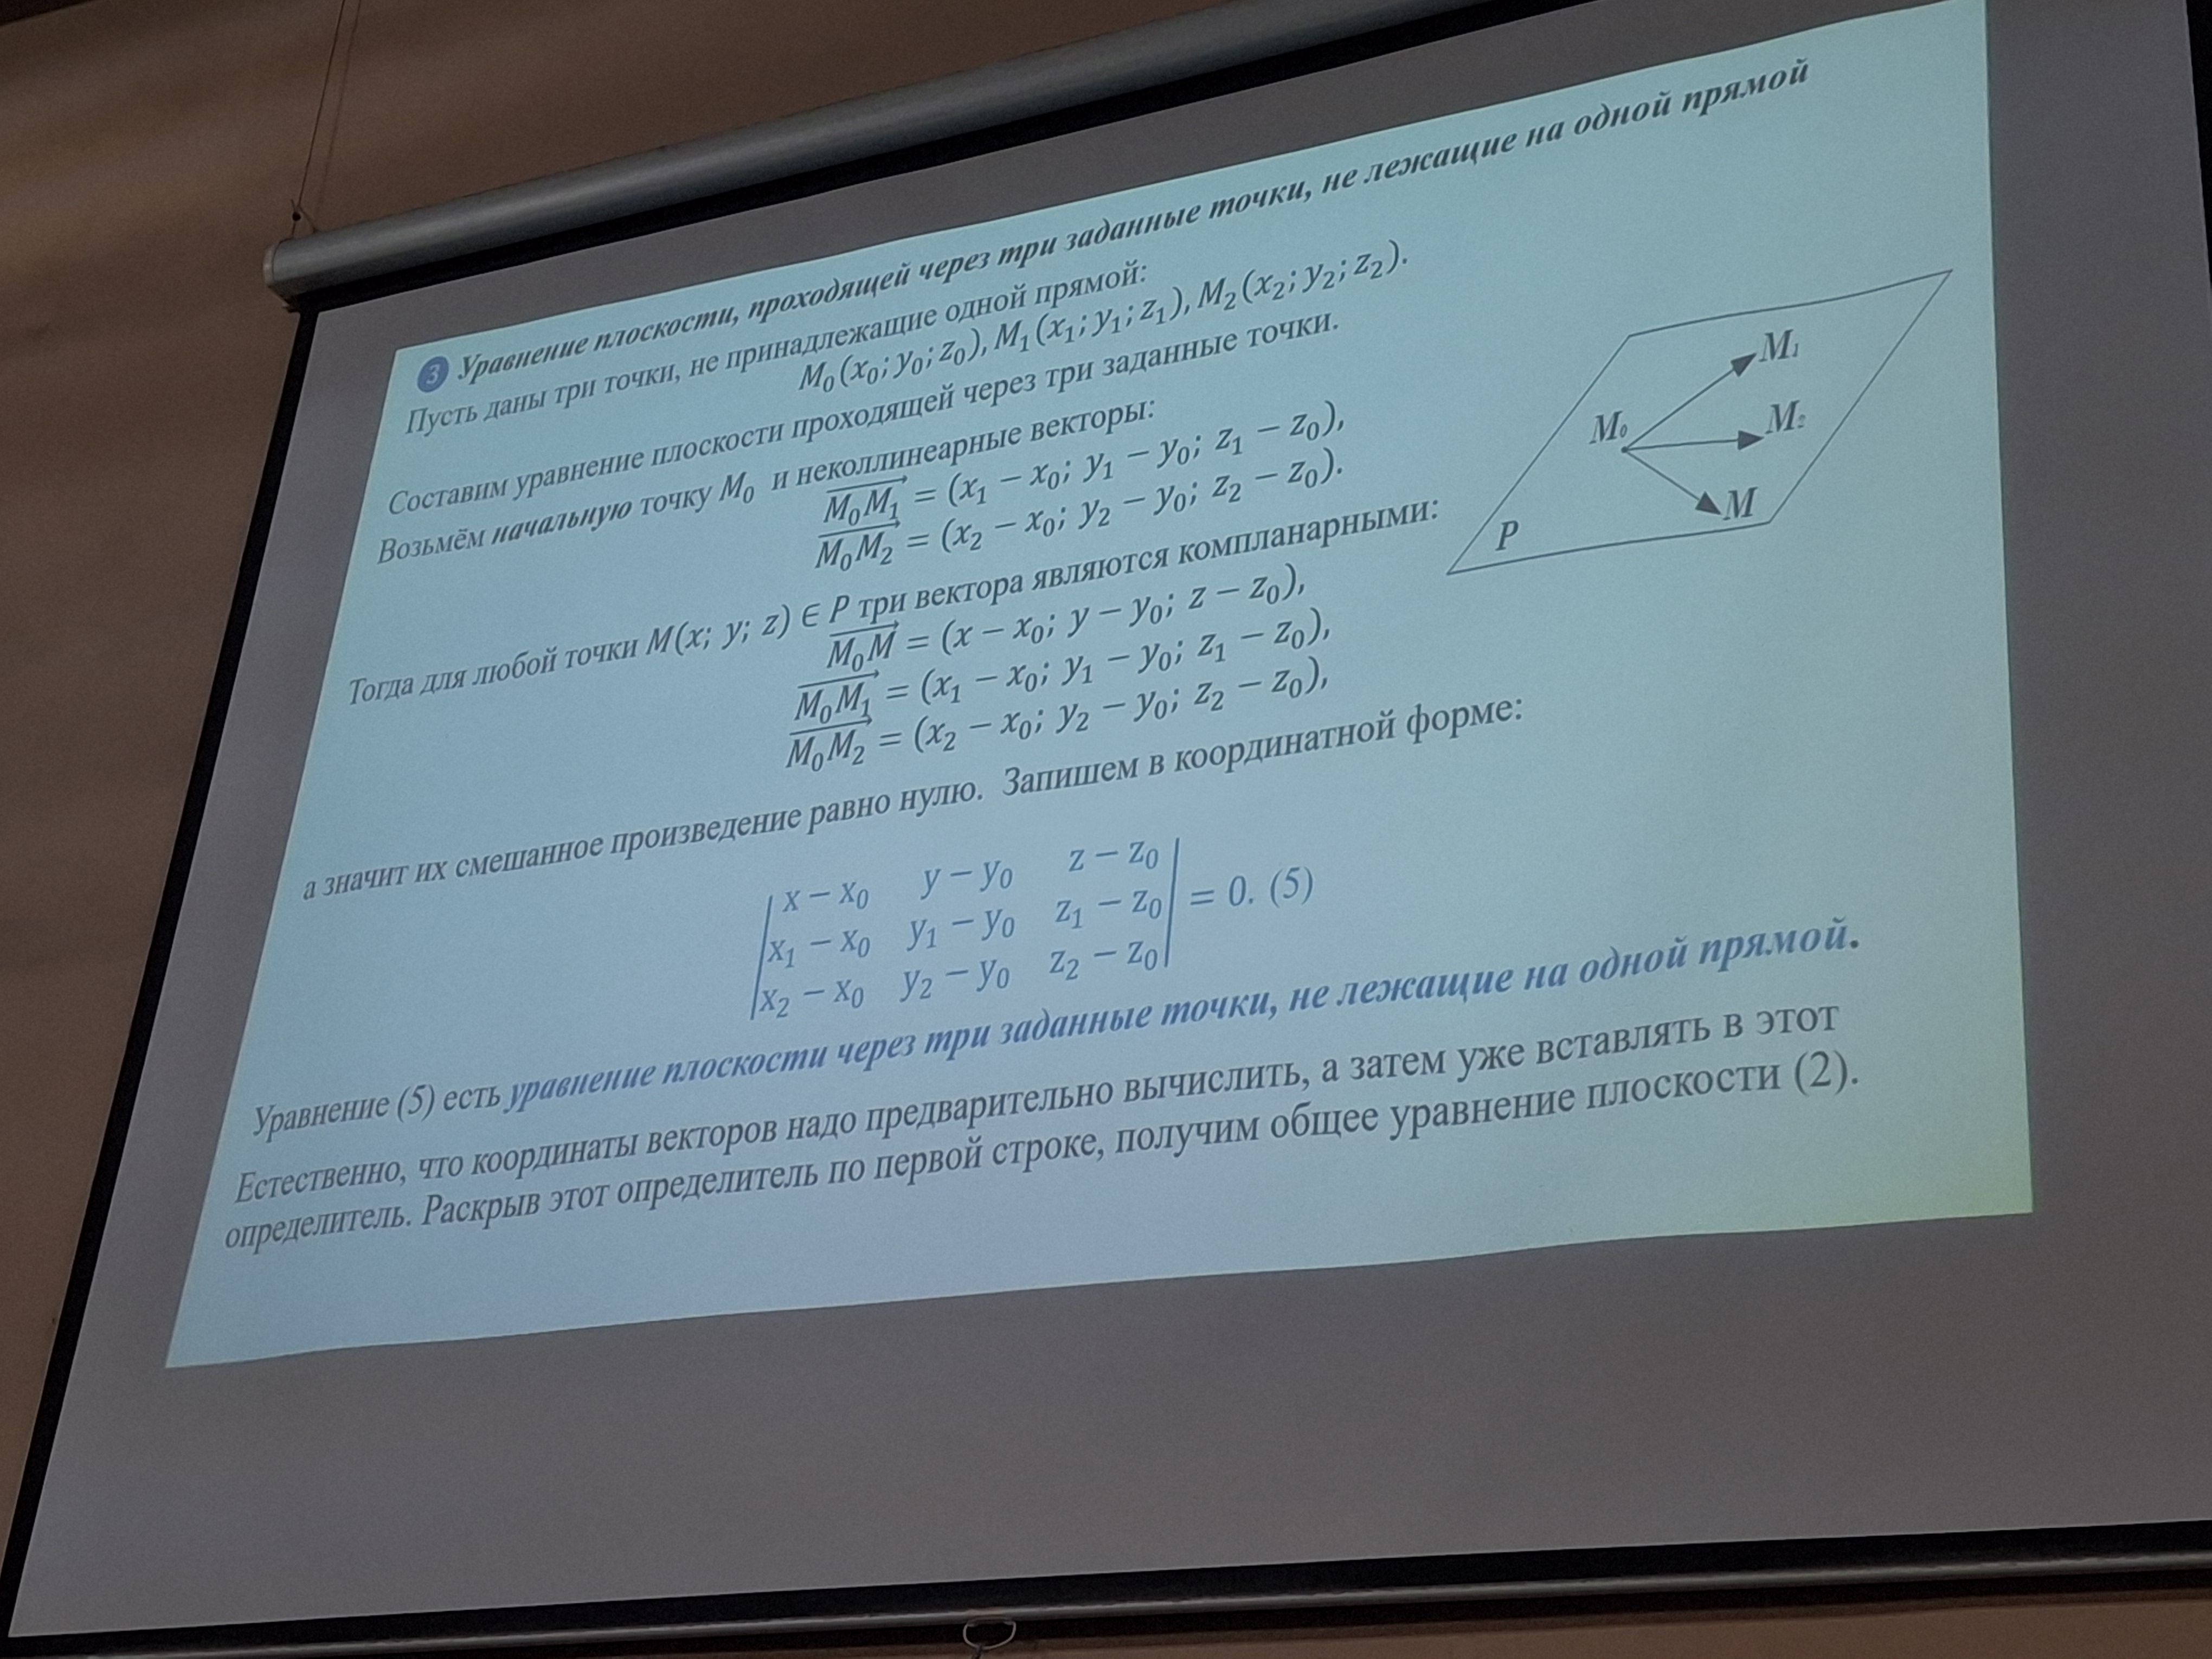 3 Уравнение плоскости, проходящей через три заданные точки, не лежащие на одной прямой
Пусть даны три точки, не принадлежащие одной прямой:
M₀(x₀; y₀; z₀), M₁(x₁; y₁; z₁), M₂(x₂; y₂; z₂).
Составим уравнение плоскости проходящей через три заданные точки.
Возьмём начальную точку M₀ и неколлинеарные векторы:
M₀M₁ = (x₁ − x₀; y₁ − y₀; z₁ − z₀),
M₀M₂ = (x₂ − x₀; y₂ − y₀; z₂ − z₀).
Тогда для любой точки M(x; y; z) ∈ P три вектора являются компланарными:
M₀M = (x − x₀; y − y₀; z − z₀),
M₀M₁ = (x₁ − x₀; y₁ − y₀; z₁ − z₀),
M₀M₂ = (x₂ − x₀; y₂ − y₀; z₂ − z₀),
а значит их смешанное произведение равно нулю. Запишем в координатной форме:
|x − x₀ y − y₀ z − z₀|
|x₁ − x₀ y₁ − y₀ z₁ − z₀| = 0. (5)
|x₂ − x₀ y₂ − y₀ z₂ − z₀|
Уравнение (5) есть уравнение плоскости через три заданные точки, не лежащие на одной прямой.
Естественно, что координаты векторов надо предварительно вычислить, а затем уже вставлять в этот
определитель. Раскрыв этот определитель по первой строке, получим общее уравнение плоскости (2).
M₁
M₀
M₂
M
P